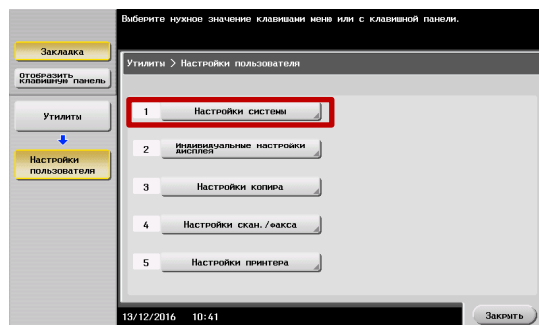 Выберите нужное значение клавишами меню или с клавишной панели.
Закладка
Отобразить
клавишную панель
Утилиты > Настройки пользователя
Утилиты
Настройки
пользователя
1 Настройки системы
2 Индивидуальные настройки
дисплея
3 Настройки копира
4 Настройки скан./факса
5 Настройки принтера
13/12/2016 10:41
Закрыть